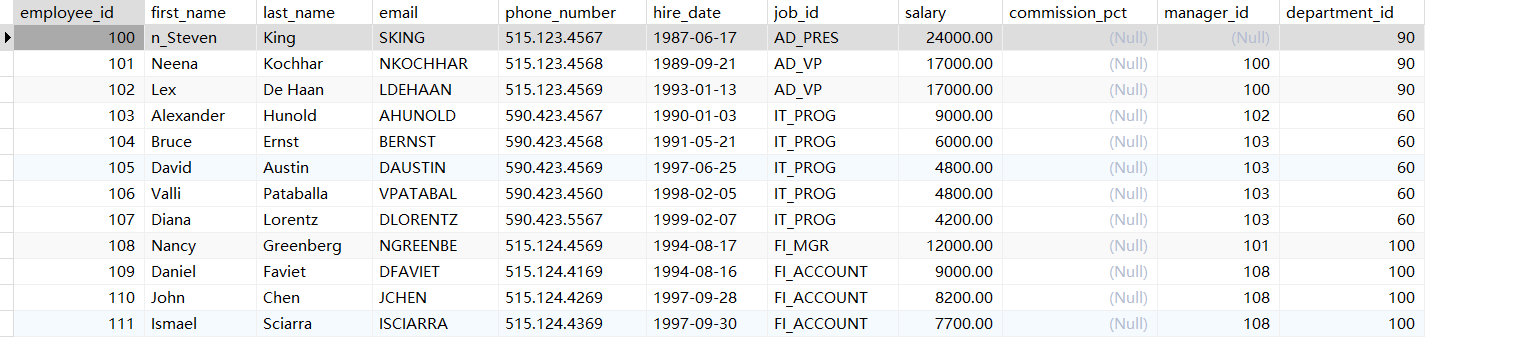 employee_id first_name last_name email phone_number hire_date job_id salary commission_pct manager_id department_id
100 n_Steven King SKING 515.123.4567 1987-06-17 AD_PRES 24000.00 (Null) (Null) 90
101 Neena Kochhar NKOCHHAR 515.123.4568 1989-09-21 AD_VP 17000.00 (Null) 100 90
102 Lex De Haan LDEHAAN 515.123.4569 1993-01-13 AD_VP 17000.00 (Null) 100 90
103 Alexander Hunold AHUNOLD 590.423.4567 1990-01-03 IT_PROG 9000.00 (Null) 102 60
104 Bruce Ernst BERNST 590.423.4568 1991-05-21 IT_PROG 6000.00 (Null) 103 60
105 David Austin DAUSTIN 590.423.4569 1997-06-25 IT_PROG 4800.00 (Null) 103 60
106 Valli Pataballa VPATABAL 590.423.4560 1998-02-05 IT_PROG 4800.00 (Null) 103 60
107 Diana Lorentz DLORENTZ 590.423.5567 1999-02-07 IT_PROG 4200.00 (Null) 103 60
108 Nancy Greenberg NGREENBE 515.124.4569 1994-08-17 FI_MGR 12000.00 (Null) 101 100
109 Daniel Faviet DFAVIET 515.124.4169 1994-08-16 FI_ACCOUNT 9000.00 (Null) 108 100
110 John Chen JCHEN 515.124.4269 1997-09-28 FI_ACCOUNT 8200.00 (Null) 108 100
111 Ismael Sciarra ISCIARRA 515.124.4369 1997-09-30 FI_ACCOUNT 7700.00 (Null) 108 100